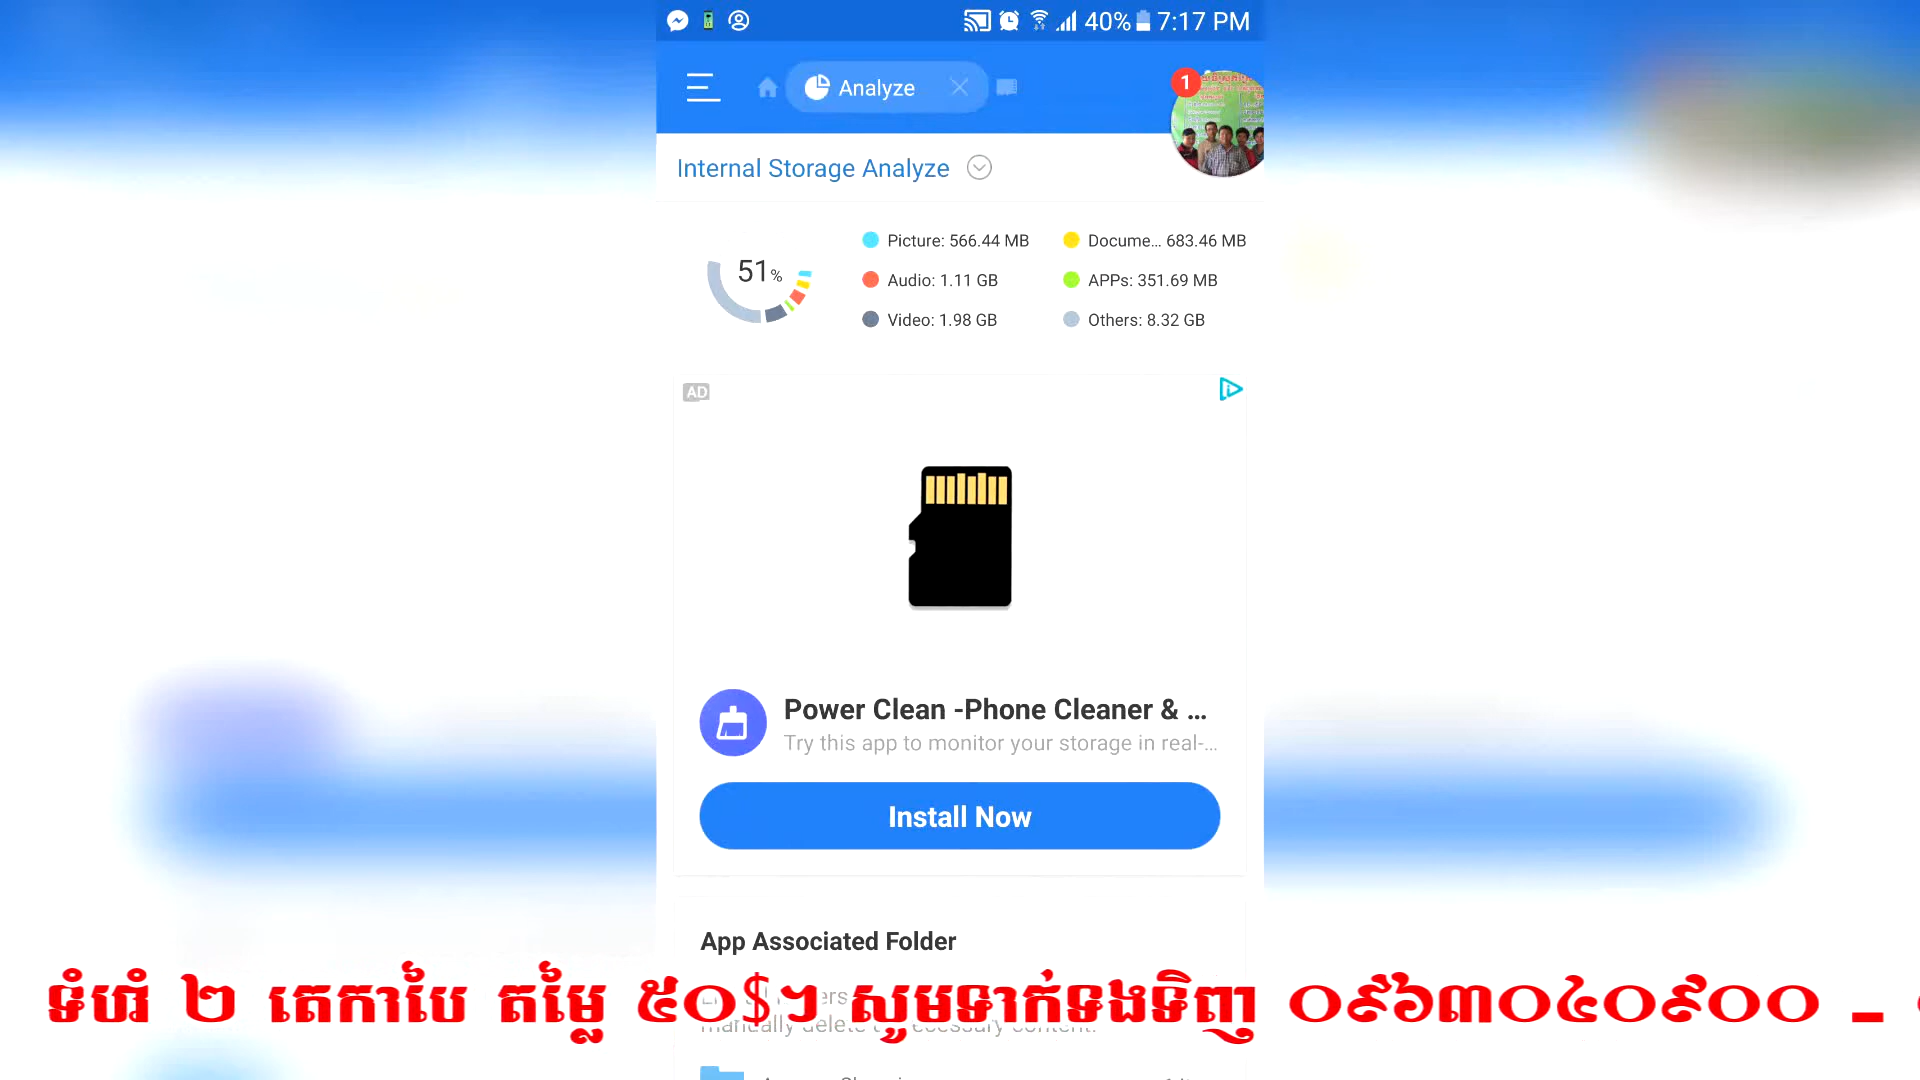 40% 7:17 PM
Analyze
1
Internal Storage Analyze
51%
Picture: 566.44 MB
Docume... 683.46 MB
Audio: 1.11 GB
APPs: 351.69 MB
Video: 1.98 GB
Others: 8.32 GB
AD
Power Clean -Phone Cleaner & ...
Try this app to monitor your storage in real-...
Install Now
App Associated Folder
ទំហំ ២ តេកាបៃ តម្លៃ ៥០$។ សូមទាក់ទងទិញ ០៩៦៣០៤០៩០០ -
manually delete content.